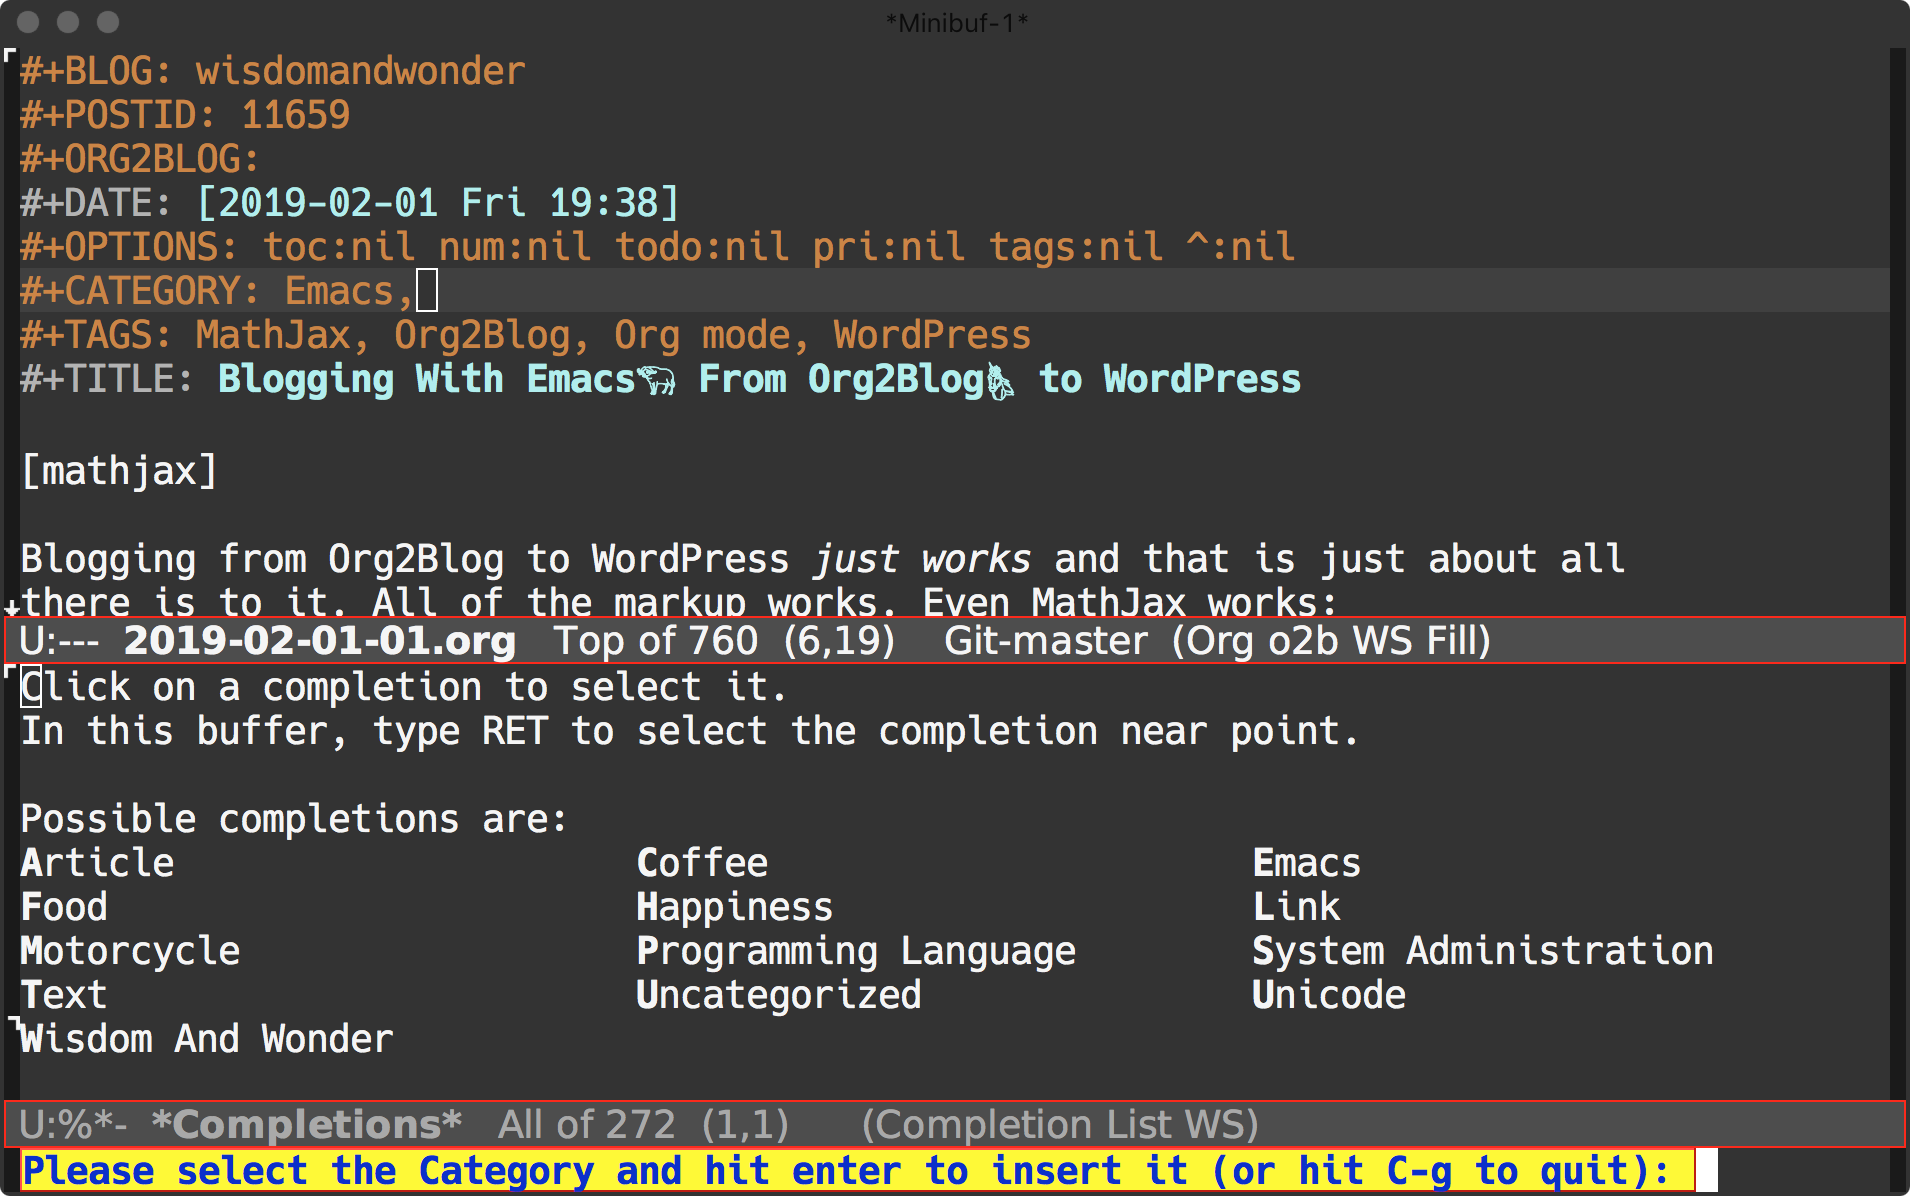 *Minibuf-1*
#+BLOG: wisdomandwonder
#+POSTID: 11659
#+ORG2BLOG:
#+DATE: [2019-02-01 Fri 19:38]
#+OPTIONS: toc:nil num:nil todo:nil pri:nil tags:nil ^:nil
#+CATEGORY: Emacs,
#+TAGS: MathJax, Org2Blog, Org mode, WordPress
#+TITLE: Blogging With Emacs🐃 From Org2Blog🦄 to WordPress
[mathjax]
Blogging from Org2Blog to WordPress just works and that is just about all
there is to it. All of the markup works. Even MathJax works:
U:--- 2019-02-01-01.org Top of 760 (6,19) Git-master (Org o2b WS Fill)
Click on a completion to select it.
In this buffer, type RET to select the completion near point.
Possible completions are:
Article Coffee Emacs
Food Happiness Link
Motorcycle Programming Language System Administration
Text Uncategorized Unicode
Wisdom And Wonder
U:%*- *Completions* All of 272 (1,1) (Completion List WS)
Please select the Category and hit enter to insert it (or hit C-g to quit):